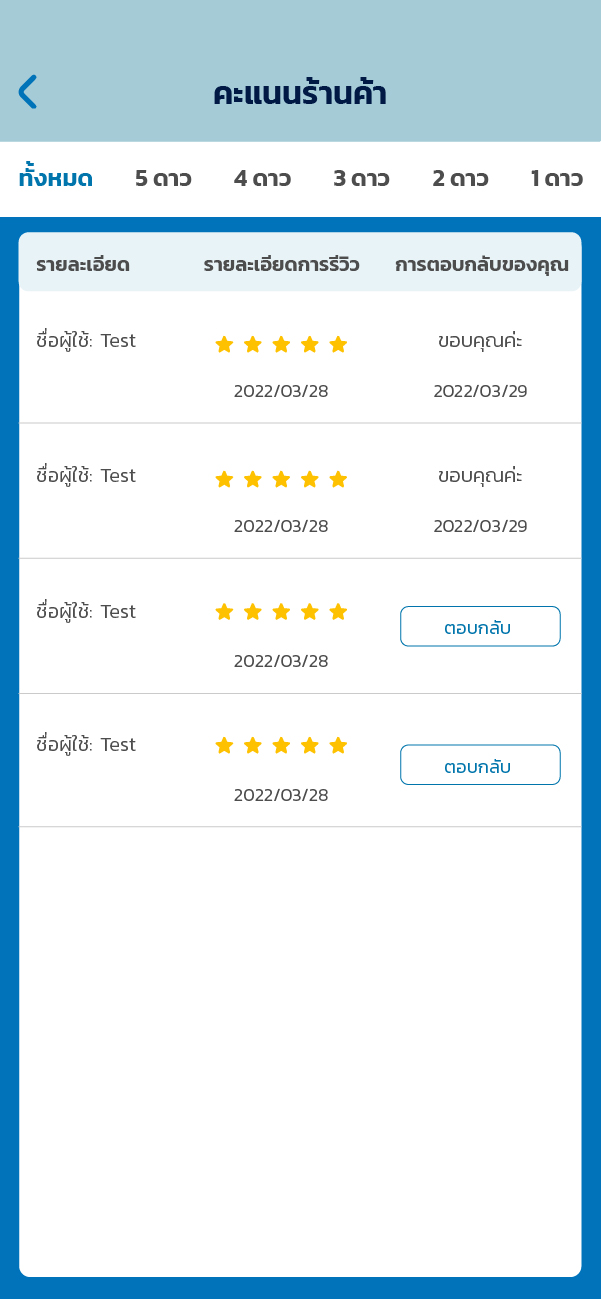 คะแนนร้านค้า
ทั้งหมด 5 ดาว 4 ดาว 3 ดาว 2 ดาว 1 ดาว
รายละเอียด รายละเอียดการรีวิว การตอบกลับของคุณ
ชื่อผู้ใช้: Test ขอบคุณค่ะ
2022/03/28 2022/03/29
ชื่อผู้ใช้: Test ขอบคุณค่ะ
2022/03/28 2022/03/29
ชื่อผู้ใช้: Test
ตอบกลับ
2022/03/28
ชื่อผู้ใช้: Test
ตอบกลับ
2022/03/28